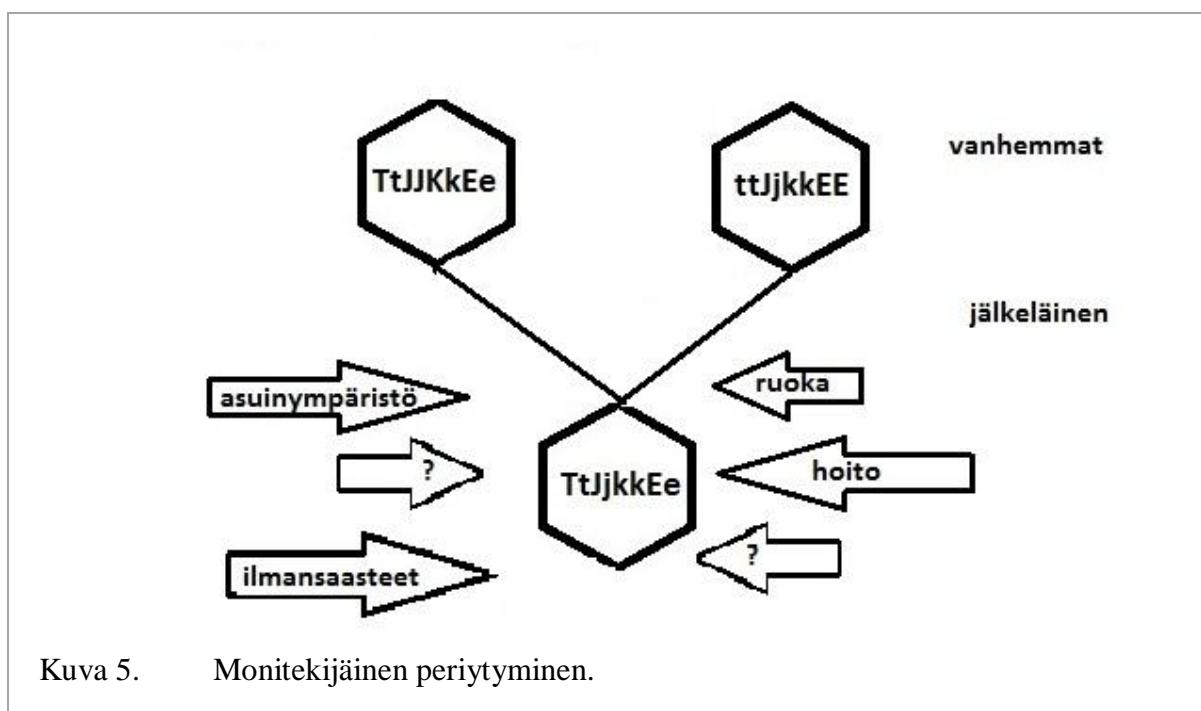 vanhemmat
TtJJKkEe
ttJjkkEE
jälkeläinen
asuinympäristö
ruoka
?
hoito
TtJjkkEe
ilmansaasteet
?
Kuva 5. Monitekijäinen periytyminen.